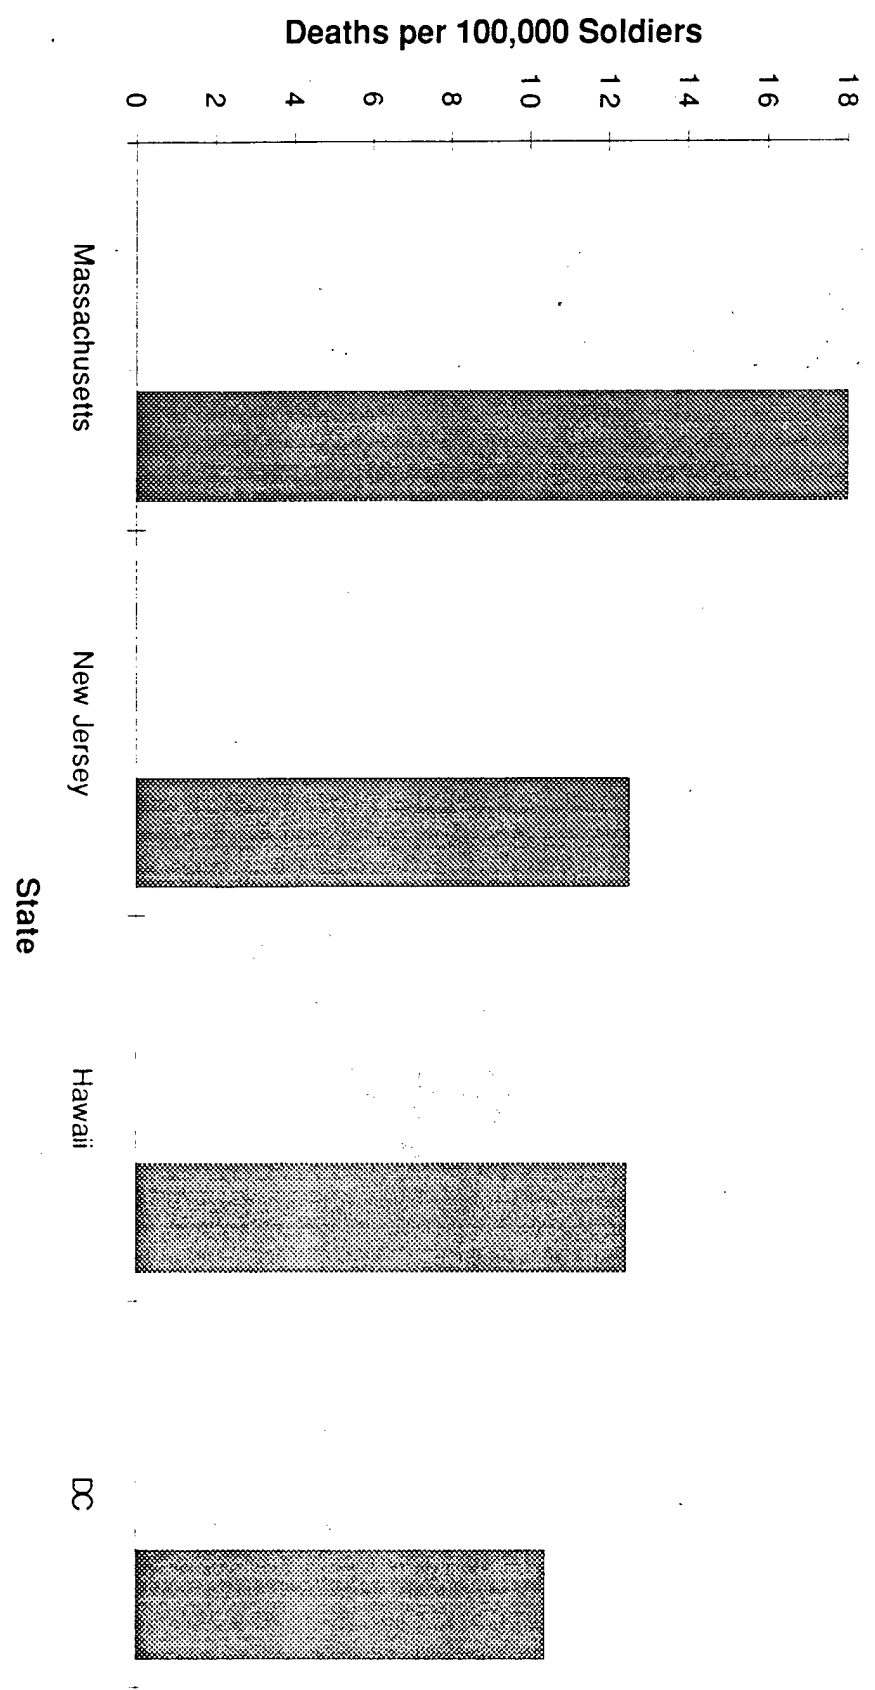 Deaths per 100,000 Soldiers
18
16
14
12
10
8
6
4
2
0
Massachusetts
New Jersey
Hawaii
DC
State